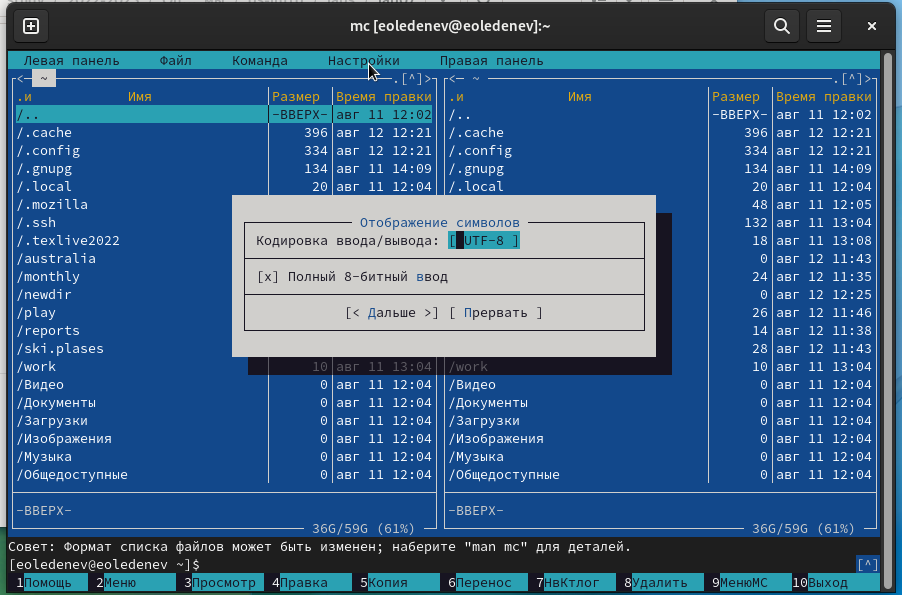 mc [eoledenev@eoledenev]:~
Левая панель Файл Команда Настройки Правая панель
<— ~ .[^]> <— ~ .[^]>
.и Имя Размер Время правки .и Имя Размер Время правки
/.. -ВВЕРХ- авг 11 12:02 /.. -ВВЕРХ- авг 11 12:02
/.cache 396 авг 12 12:21 /.cache 396 авг 12 12:21
/.config 334 авг 12 12:21 /.config 334 авг 12 12:21
/.gnupg 134 авг 11 14:09 /.gnupg 134 авг 11 14:09
/.local 20 авг 11 12:04 /.local 20 авг 11 12:04
/.mozilla 48 авг 11 12:05
/.ssh 132 авг 11 13:04
/.texlive2022 18 авг 11 13:08
/australia 0 авг 12 11:43
/monthly 24 авг 12 11:35
/newdir 0 авг 12 12:25
/play 26 авг 12 11:46
/reports 14 авг 12 11:38
/ski.plases 28 авг 12 11:43
Отображение символов
Кодировка ввода/вывода: [ UTF-8 ]
[x] Полный 8-битный ввод
[< Дальше >] [ Прервать ]
/work 10 авг 11 13:04 /work 10 авг 11 13:04
/Видео 0 авг 11 12:04 /Видео 0 авг 11 12:04
/Документы 0 авг 11 12:04 /Документы 0 авг 11 12:04
/Загрузки 0 авг 11 12:04 /Загрузки 0 авг 11 12:04
/Изображения 0 авг 11 12:04 /Изображения 0 авг 11 12:04
/Музыка 0 авг 11 12:04 /Музыка 0 авг 11 12:04
/Общедоступные 0 авг 11 12:04 /Общедоступные 0 авг 11 12:04
-ВВЕРХ- -ВВЕРХ-
36G/59G (61%) 36G/59G (61%)
Совет: Формат списка файлов может быть изменен; наберите "man mc" для деталей.
[eoledenev@eoledenev ~]$ [^]
1Помощь 2Меню 3Просмотр 4Правка 5Копия 6Перенос 7НвКтлог 8Удалить 9МенюМС 10Выход